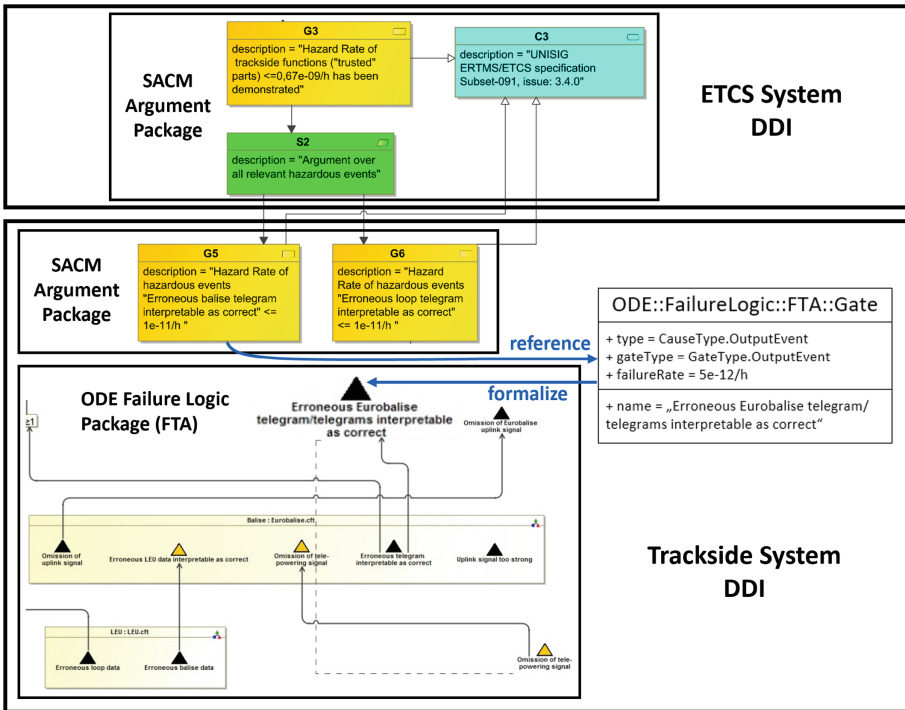 G3
description = "Hazard Rate of
trackside functions ("trusted"
parts) <=0,67e-09/h has been
demonstrated"
C3
description = "UNISIG
ERTMS/ETCS specification
Subset-091, issue: 3.4.0"
SACM
Argument
Package
ETCS System
DDI
S2
description = "Argument over
all relevant hazardous events"
SACM
Argument
Package
G5
description = "Hazard Rate of
hazardous events
"Erroneous balise telegram
interpretable as correct" <=
1e-11/h "
G6
description = "Hazard
Rate of hazardous events
"Erroneous loop telegram
interpretable as correct"
<= 1e-11/h "
reference
formalize
ODE::FailureLogic::FTA::Gate
+ type = CauseType.OutputEvent
+ gateType = GateType.OutputEvent
+ failureRate = 5e-12/h
+ name = „Erroneous Eurobalise telegram/
telegrams interpretable as correct“
ODE Failure Logic
Package (FTA)
≥1
Erroneous Eurobalise
telegram/telegrams interpretable
as correct
Omission of Eurobalise
uplink signal
Balise : Eurobalise.cft
Omission of
uplink signal
Erroneous LEU data interpretable as correct
Omission of tele-
powering signal
Erroneous telegram
interpretable as correct
Uplink signal too strong
LEU : LEU.cft
Erroneous loop data
Erroneous balise data
Omission of tele-
powering signal
Trackside System
DDI